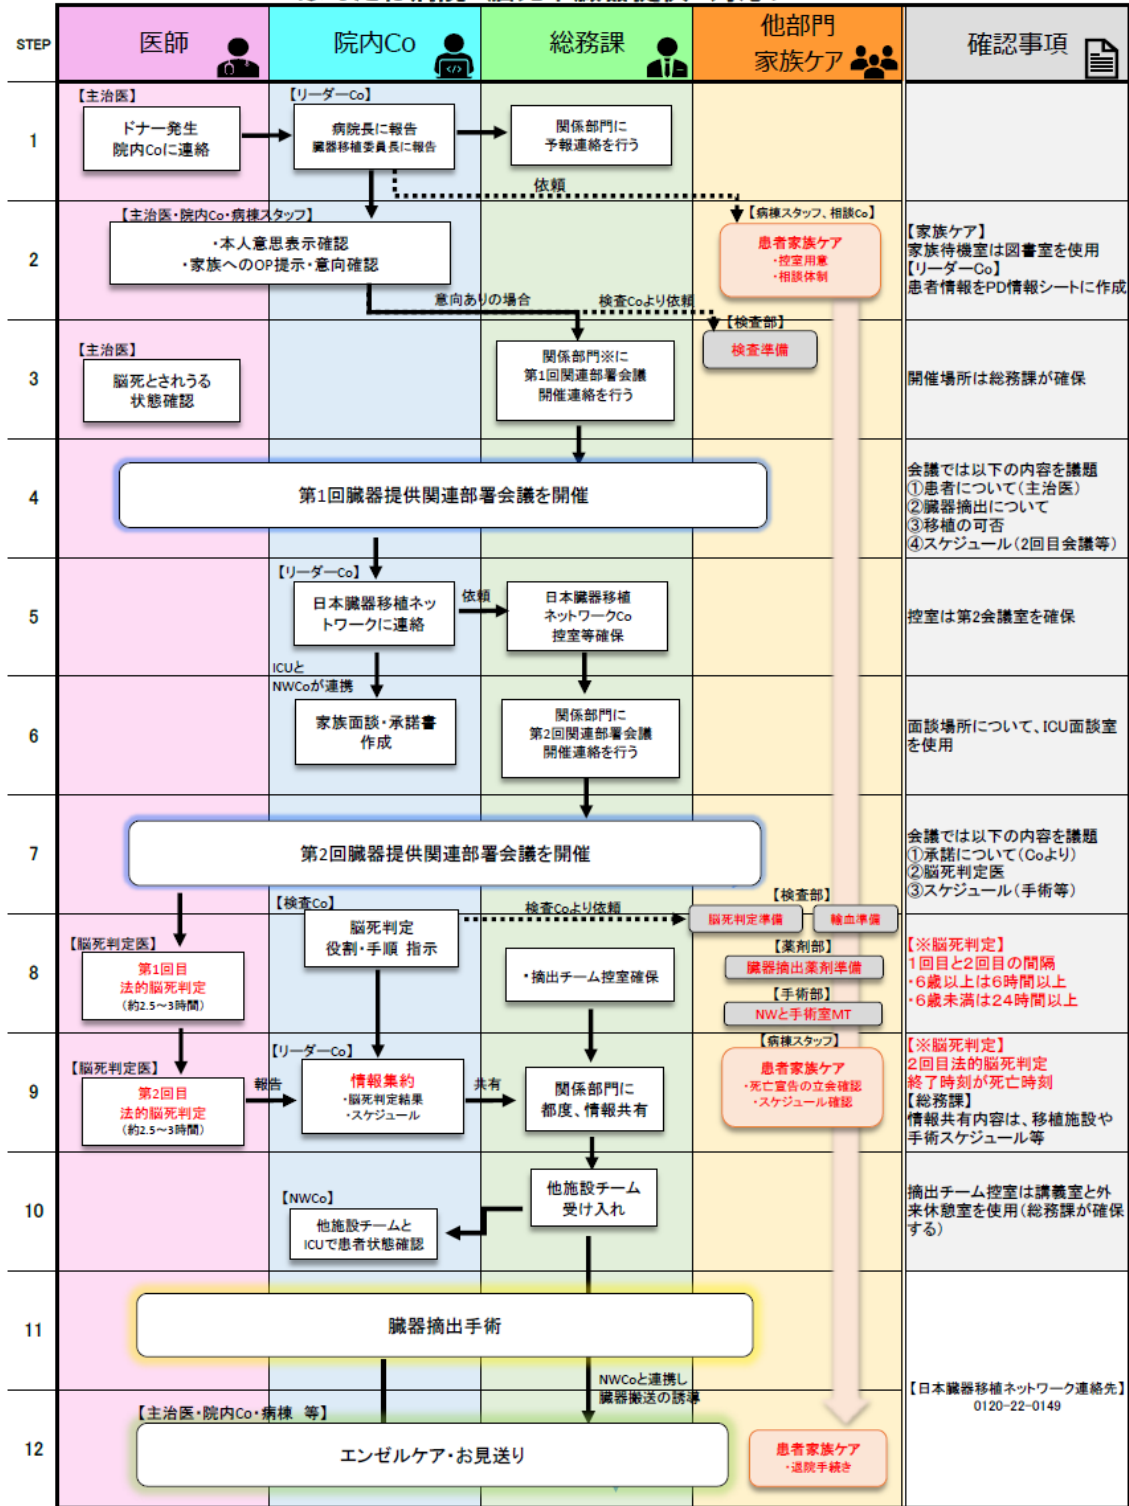 STEP
医師
院内Co
総務課
他部門
家族ケア
確認事項
1
【主治医】
ドナー発生
院内Coに連絡
【リーダーCo】
病院長に報告
臓器移植委員長に報告
関係部門に
予報連絡を行う
依頼
2
【主治医・院内Co・病棟スタッフ】
・本人意思表示確認
・家族へのOP提示・意向確認
【病棟スタッフ、相談Co】
患者家族ケア
・控室用意
・相談体制
【家族ケア】
家族待機室は図書室を使用
【リーダーCo】
患者情報をPD情報シートに作成
意向ありの場合
検査Coより依頼
3
【主治医】
脳死とされうる
状態確認
関係部門※に
第1回関連部署会議
開催連絡を行う
【検査部】
検査準備
開催場所は総務課が確保
4
第1回臓器提供関連部署会議を開催
会議では以下の内容を議題
①患者について(主治医)
②臓器摘出について
③移植の可否
④スケジュール(2回目会議等)
5
【リーダーCo】
日本臓器移植ネッ
トワークに連絡
依頼
日本臓器移植
ネットワークCo
控室等確保
控室は第2会議室を確保
ICUと
NWCoが連携
6
家族面談・承諾書
作成
関係部門に
第2回関連部署会議
開催連絡を行う
面談場所について、ICU面談室
を使用
7
第2回臓器提供関連部署会議を開催
会議では以下の内容を議題
①承諾について(Coより)
②脳死判定医
③スケジュール(手術等)
8
【脳死判定医】
第1回目
法的脳死判定
(約2.5～3時間)
【検査Co】
脳死判定
役割・手順 指示
検査Coより依頼
・摘出チーム控室確保
【検査部】
脳死判定準備
輸血準備
【薬剤部】
臓器摘出薬剤準備
【手術部】
NWと手術室MT
【※脳死判定】
1回目と2回目の間隔
・6歳以上は6時間以上
・6歳未満は24時間以上
9
【脳死判定医】
第2回目
法的脳死判定
(約2.5～3時間)
報告
【リーダーCo】
情報集約
・脳死判定結果
・スケジュール
共有
関係部門に
都度、情報共有
【病棟スタッフ】
患者家族ケア
・死亡宣告の立会確認
・スケジュール確認
【※脳死判定】
2回目法的脳死判定
終了時刻が死亡時刻
【総務課】
情報共有内容は、移植施設や
手術スケジュール等
10
【NWCo】
他施設チームと
ICUで患者状態確認
他施設チーム
受け入れ
摘出チーム控室は講義室と外
来休憩室を使用(総務課が確保
する)
11
臓器摘出手術
NWCoと連携し
臓器搬送の誘導
【日本臓器移植ネットワーク連絡先】
0120-22-0149
12
【主治医・院内Co・病棟 等】
エンゼルケア・お見送り
患者家族ケア
・退院手続き